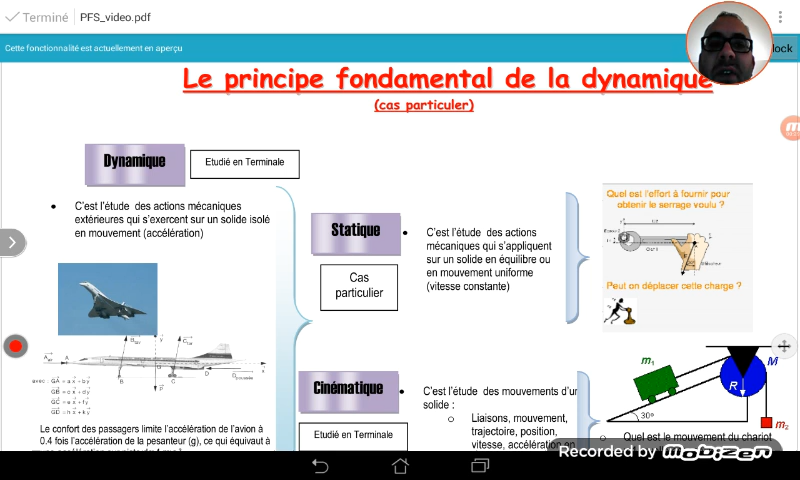 Terminé
PFS_video.pdf
Cette fonctionnalité est actuellement en aperçu
lock
Le principe fondamental de la dynamique
(cas particulier)
Dynamique
Etudié en Terminale
C'est l'étude des actions mécaniques
extérieures qui s'exercent sur un solide isolé
en mouvement (accélération)
Statique
Cas
particulier
C'est l'étude des actions
mécaniques qui s'appliquent
sur un solide en équilibre ou
en mouvement uniforme
(vitesse constante)
Quel est l'effort à fournir pour
obtenir le serrage voulu ?
Peut on déplacer cette charge ?
A
B
C
D
G
P
avec : GA = a x + b y
Le confort des passagers limite l'accélération de l'avion à
0.4 fois l'accélération de la pesanteur (g), ce qui équivaut à
Cinématique
Etudié en Terminale
C'est l'étude des mouvements d'un
solide :
Liaisons, mouvement,
trajectoire, position,
vitesse, accélération en
m1
M
R
30°
m2
Quel est le mouvement du chariot
Recorded by mobizen